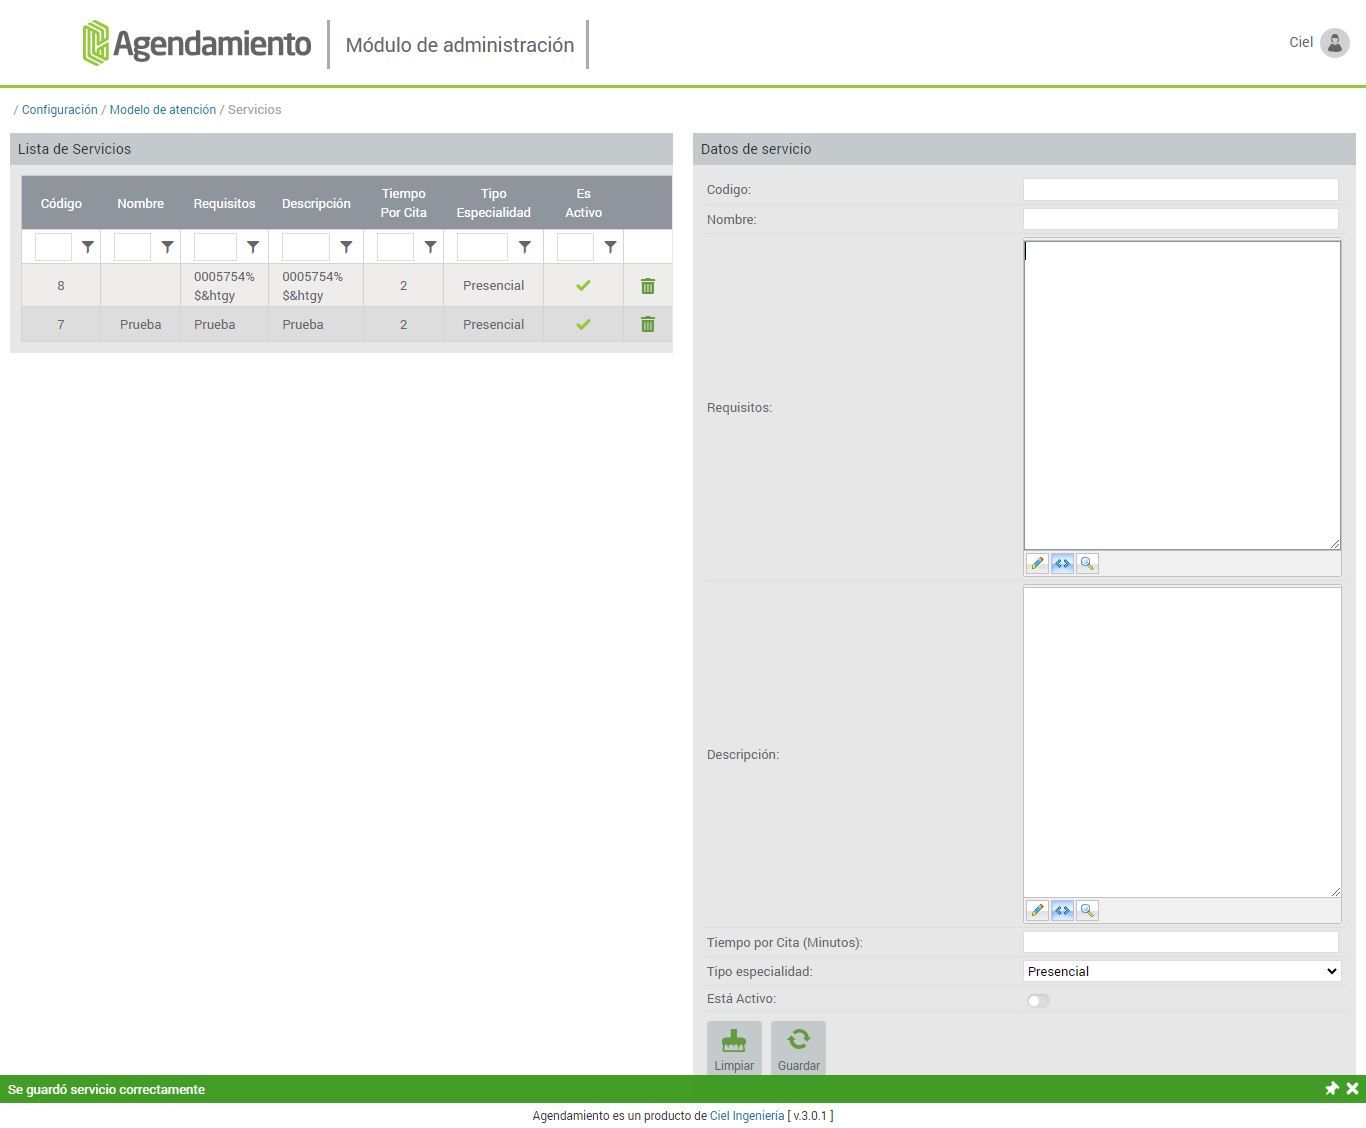 Agendamiento
Módulo de administración
Ciel
/ Configuración / Modelo de atención / Servicios
Lista de Servicios
Código Nombre Requisitos Descripción Tiempo Por Cita Tipo Especialidad Es Activo
8 0005754%$&htgy 0005754%$&htgy 2 Presencial
7 Prueba Prueba Prueba 2 Presencial
Datos de servicio
Codigo:
Nombre:
Requisitos:
Descripción:
Tiempo por Cita (Minutos):
Tipo especialidad: Presencial
Está Activo:
Limpiar Guardar
Se guardó servicio correctamente
Agendamiento es un producto de Ciel Ingeniería [ v.3.0.1 ]